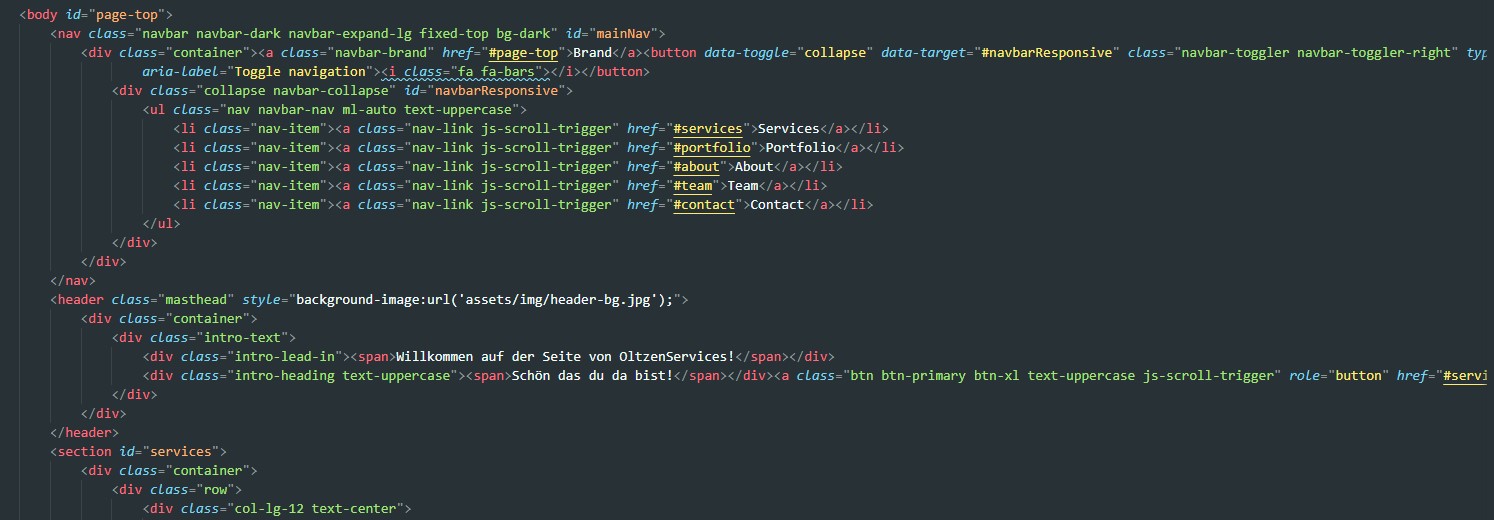 <body id="page-top">
<nav class="navbar navbar-dark navbar-expand-lg fixed-top bg-dark" id="mainNav">
<div class="container"><a class="navbar-brand" href="#page-top">Brand</a><button data-toggle="collapse" data-target="#navbarResponsive" class="navbar-toggler navbar-toggler-right" typ
aria-label="Toggle navigation"><i class="fa fa-bars"></i></button>
<div class="collapse navbar-collapse" id="navbarResponsive">
<ul class="nav navbar-nav ml-auto text-uppercase">
<li class="nav-item"><a class="nav-link js-scroll-trigger" href="#services">Services</a></li>
<li class="nav-item"><a class="nav-link js-scroll-trigger" href="#portfolio">Portfolio</a></li>
<li class="nav-item"><a class="nav-link js-scroll-trigger" href="#about">About</a></li>
<li class="nav-item"><a class="nav-link js-scroll-trigger" href="#team">Team</a></li>
<li class="nav-item"><a class="nav-link js-scroll-trigger" href="#contact">Contact</a></li>
</ul>
</div>
</div>
</nav>
<header class="masthead" style="background-image:url('assets/img/header-bg.jpg');">
<div class="container">
<div class="intro-text">
<div class="intro-lead-in"><span>Willkommen auf der Seite von OltzenServices!</span></div>
<div class="intro-heading text-uppercase"><span>Schön das du da bist!</span></div><a class="btn btn-primary btn-xl text-uppercase js-scroll-trigger" role="button" href="#servi
</div>
</div>
</header>
<section id="services">
<div class="container">
<div class="row">
<div class="col-lg-12 text-center">